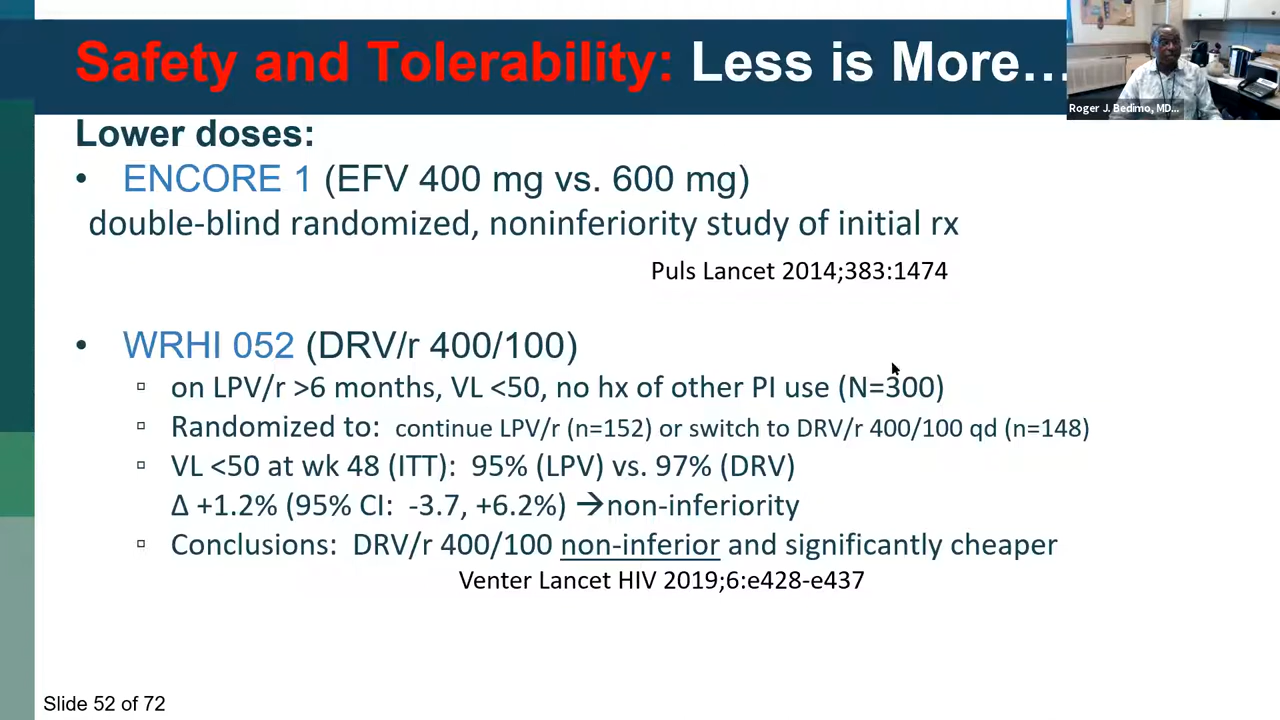 Safety and Tolerability: Less is More…
Roger J. Bedimo, MD...
Lower doses:
• ENCORE 1 (EFV 400 mg vs. 600 mg)
double-blind randomized, noninferiority study of initial rx
Puls Lancet 2014;383:1474
• WRHI 052 (DRV/r 400/100)
▫ on LPV/r >6 months, VL <50, no hx of other PI use (N=300)
▫ Randomized to: continue LPV/r (n=152) or switch to DRV/r 400/100 qd (n=148)
▫ VL <50 at wk 48 (ITT): 95% (LPV) vs. 97% (DRV)
Δ +1.2% (95% CI: -3.7, +6.2%) →non-inferiority
▫ Conclusions: DRV/r 400/100 non-inferior and significantly cheaper
Venter Lancet HIV 2019;6:e428-e437
Slide 52 of 72